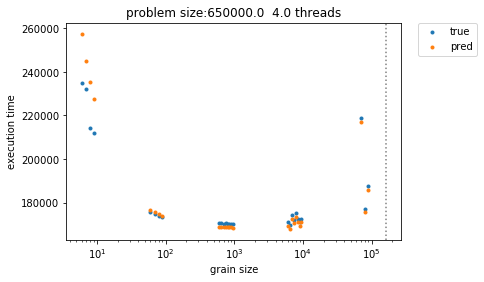 problem size:650000.0  4.0 threads
true
pred
260000
240000
220000
200000
180000
execution time
10¹ 10² 10³ 10⁴ 10⁵
grain size